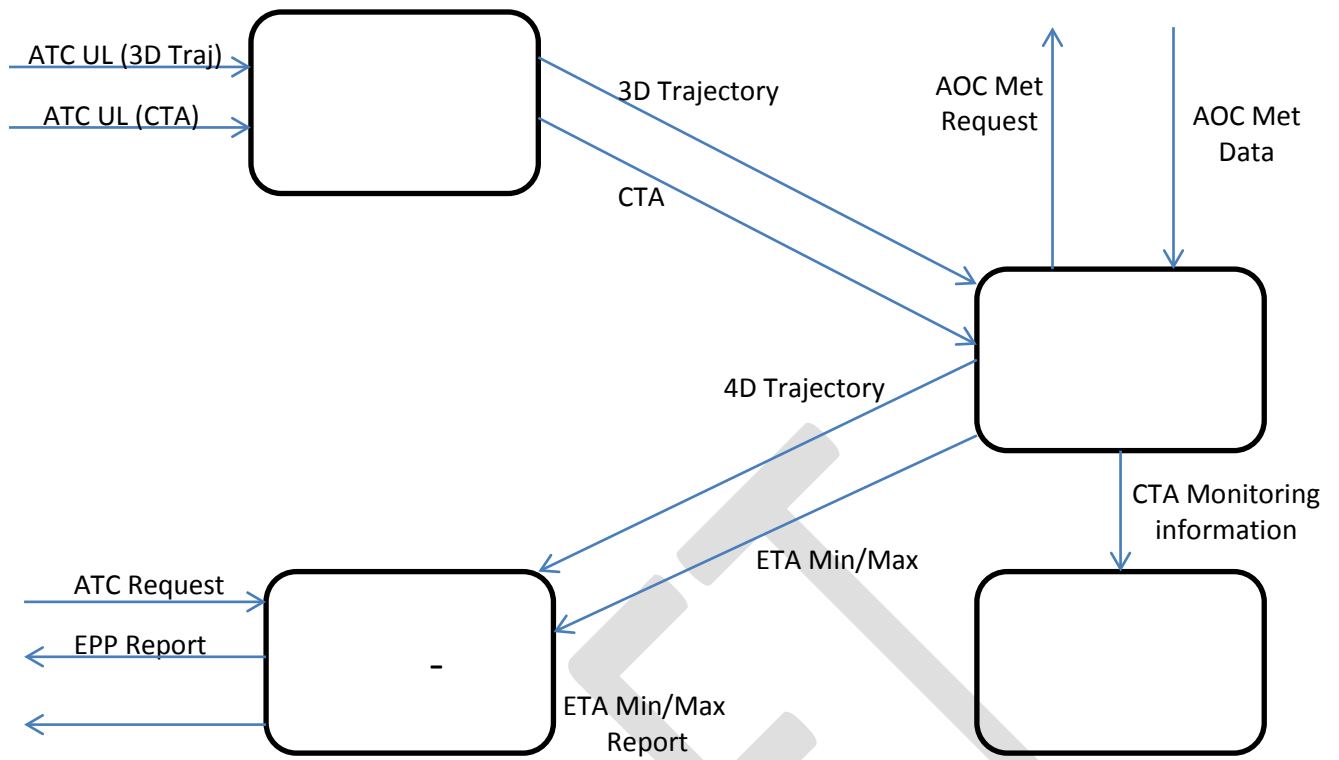 ATC UL (3D Traj)
ATC UL (CTA)
3D Trajectory
CTA
AOC Met
Request
AOC Met
Data
4D Trajectory
ETA Min/Max
CTA Monitoring
information
ATC Request
EPP Report
-
ETA Min/Max
Report